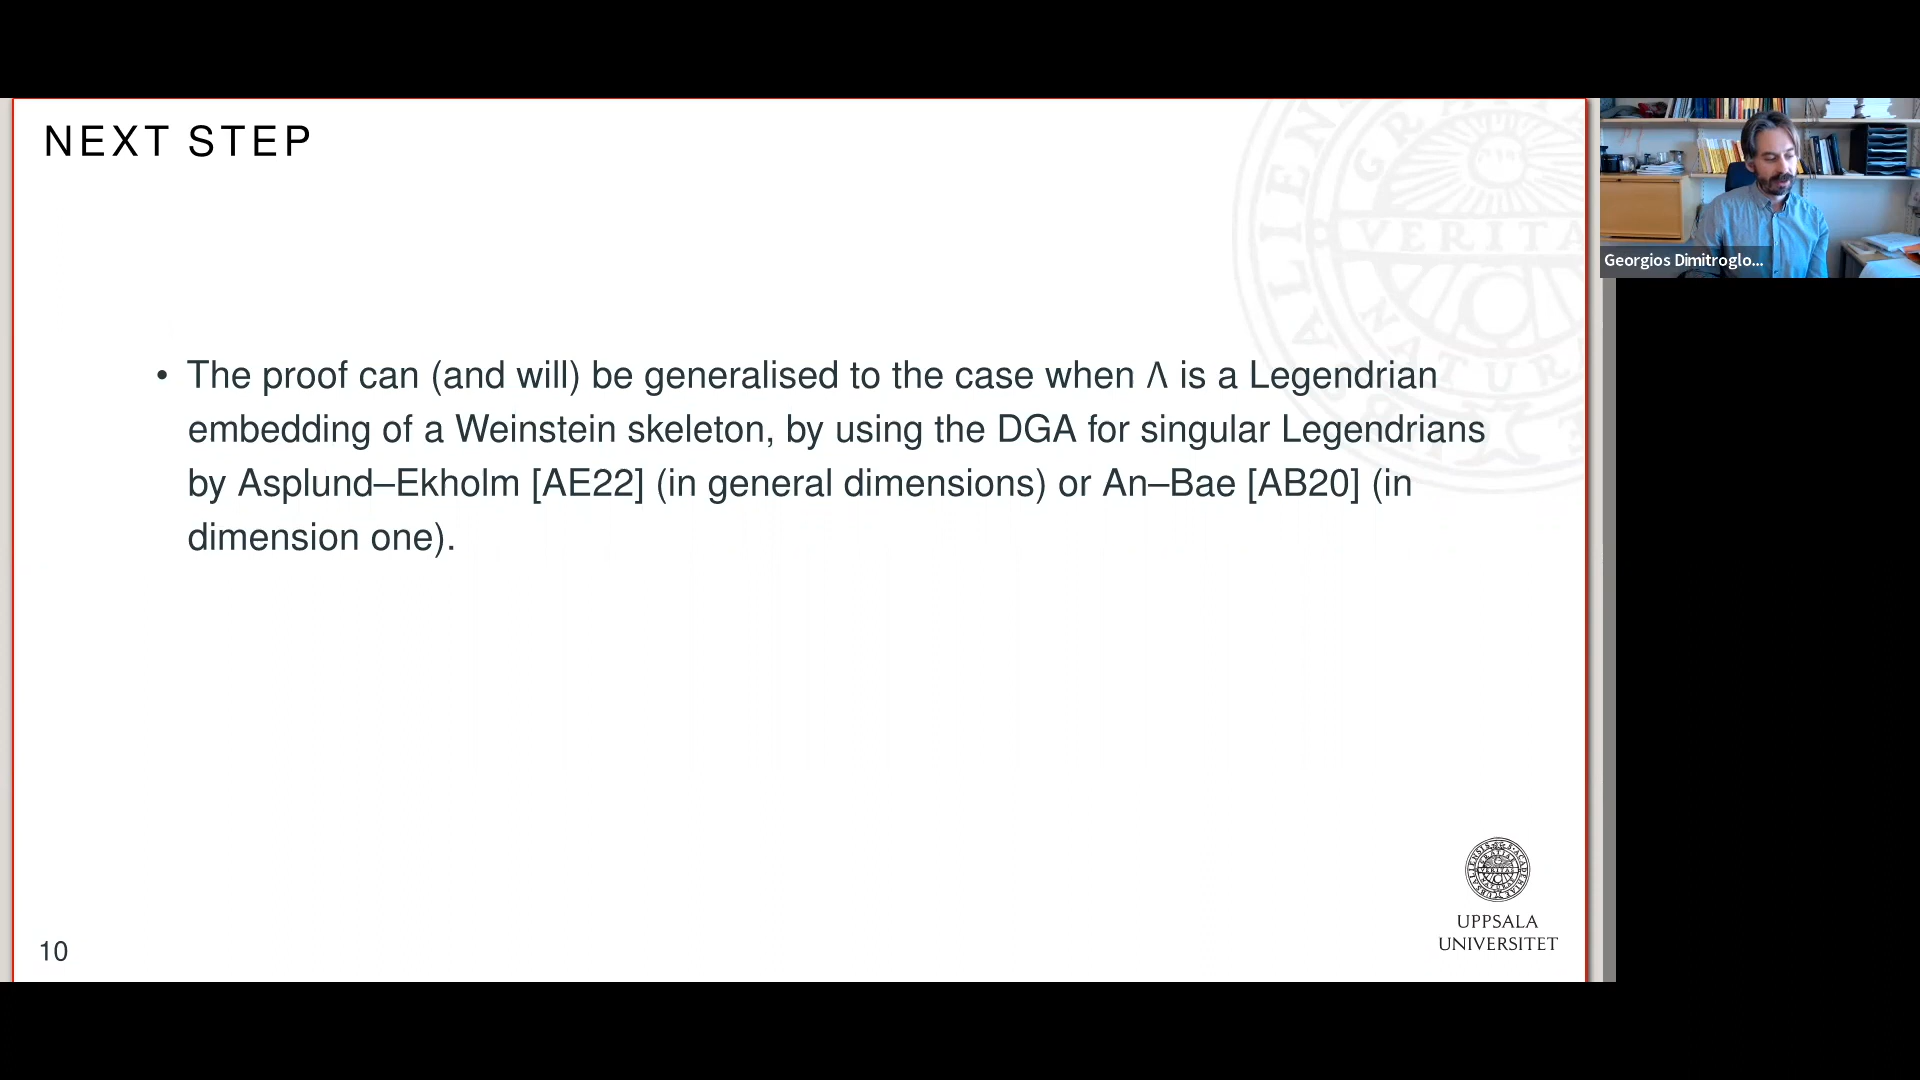 NEXT STEP
• The proof can (and will) be generalised to the case when Λ is a Legendrian
embedding of a Weinstein skeleton, by using the DGA for singular Legendrians
by Asplund–Ekholm [AE22] (in general dimensions) or An–Bae [AB20] (in
dimension one).
10
UPPSALA
UNIVERSITET
Georgios Dimitroglo...